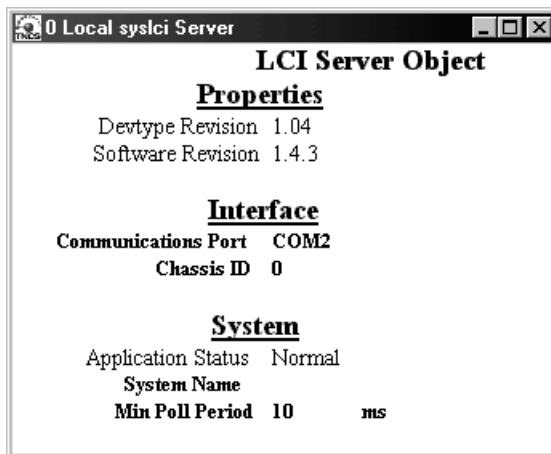 0 Local syslci Server
LCI Server Object
Properties
Devtype Revision 1.04
Software Revision 1.4.3
Interface
Communications Port COM2
Chassis ID 0
System
Application Status Normal
System Name
Min Poll Period 10 ms